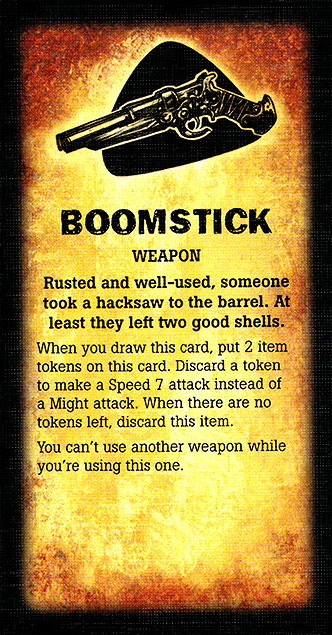 BOOMSTICK
WEAPON
Rusted and well-used, someone
took a hacksaw to the barrel. At
least they left two good shells.
When you draw this card, put 2 item
tokens on this card. Discard a token
to make a Speed 7 attack instead of
a Might attack. When there are no
tokens left, discard this item.
You can’t use another weapon while
you’re using this one.